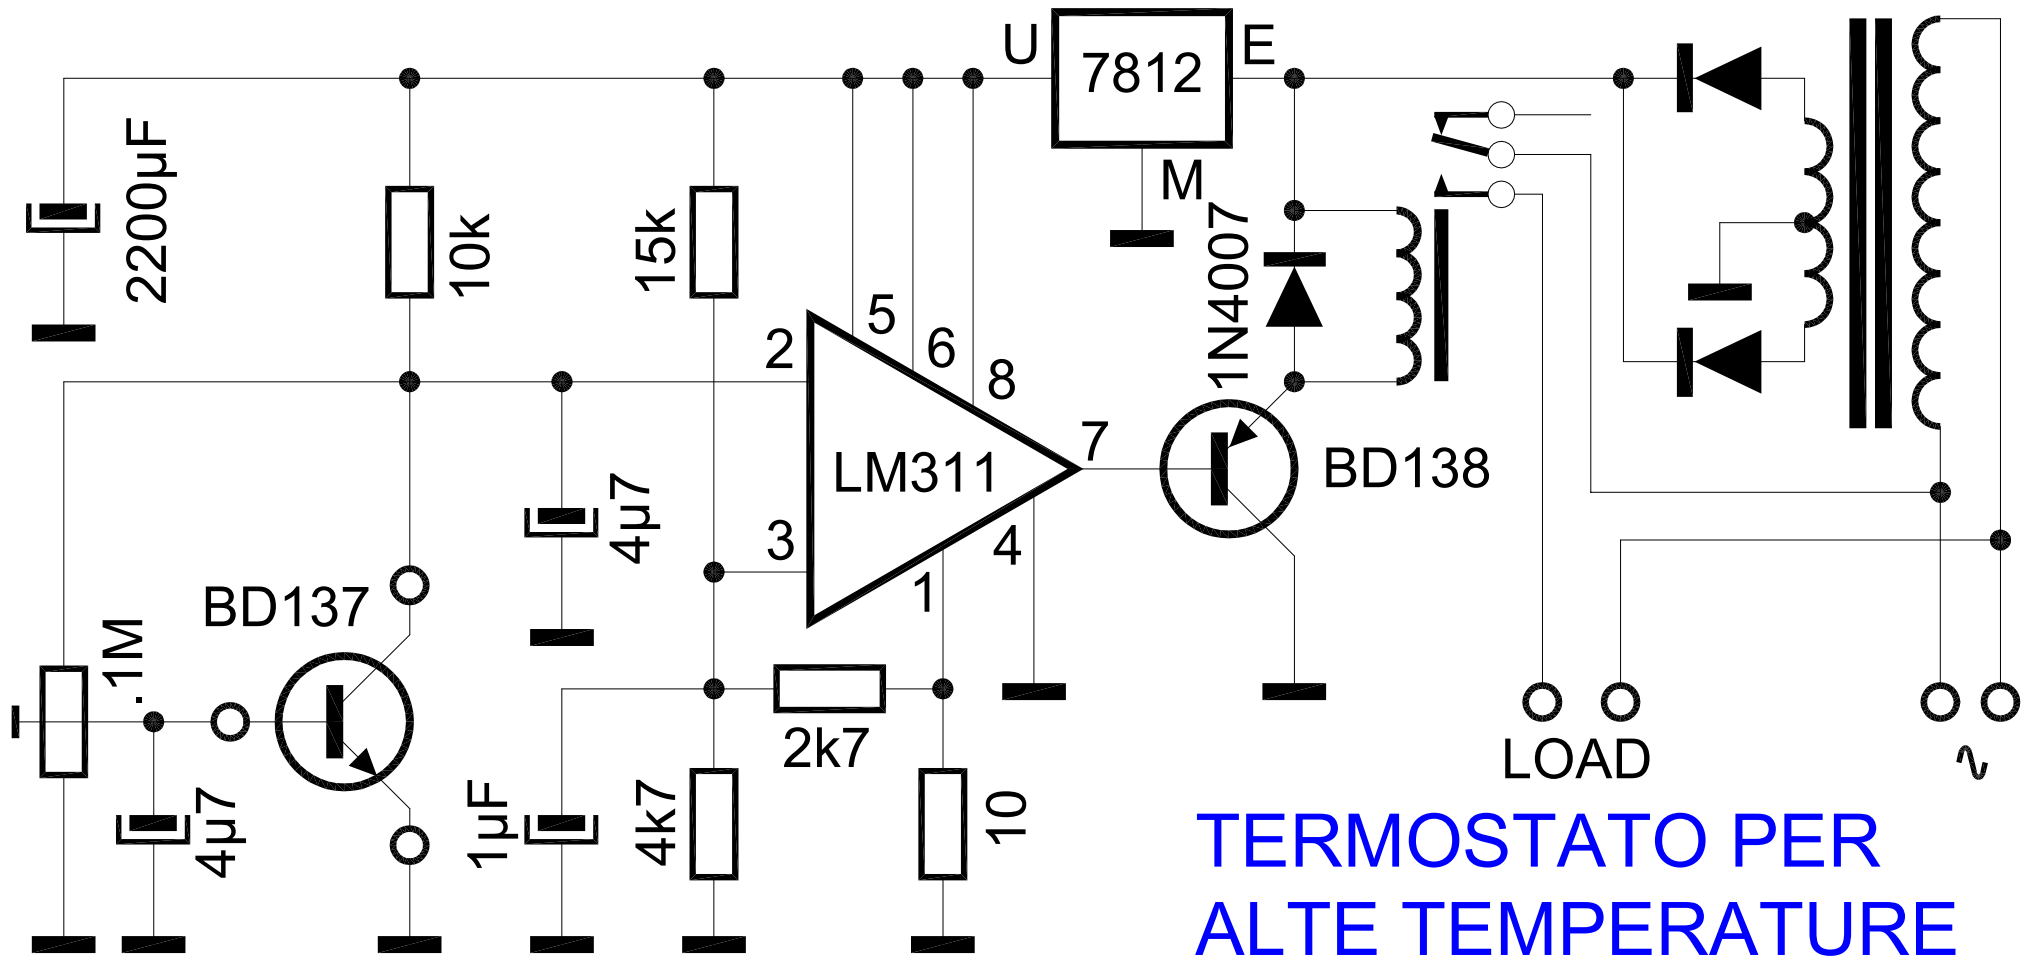 U
7812
E
M
2200µF
10k
15k
1N4007
5
6
8
2
7
LM311
BD138
3
4
1
4µ7
BD137
.1M
2k7
4µ7
1µF
4k7
10
LOAD
∿
TERMOSTATO PER
ALTE TEMPERATURE